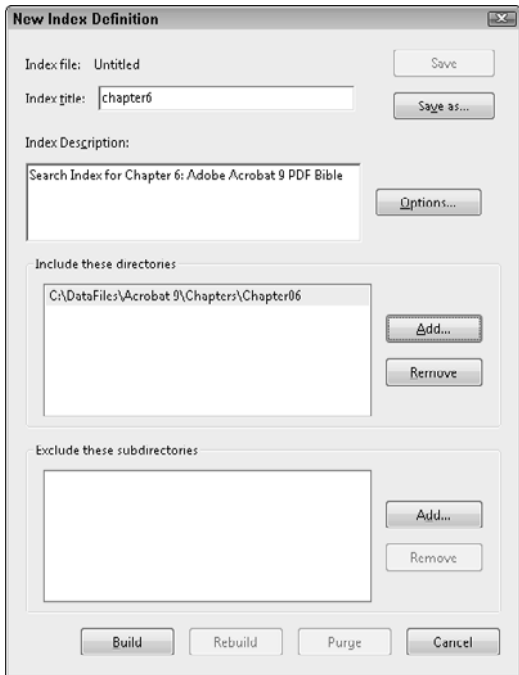 New Index Definition
Index file: Untitled
Save
Index title: chapter6
Save as...
Index Description:
Search Index for Chapter 6: Adobe Acrobat 9 PDF Bible
Options...
Include these directories
C:\DataFiles\Acrobat 9\Chapters\Chapter06
Add...
Remove
Exclude these subdirectories
Add...
Remove
Build Rebuild Purge Cancel